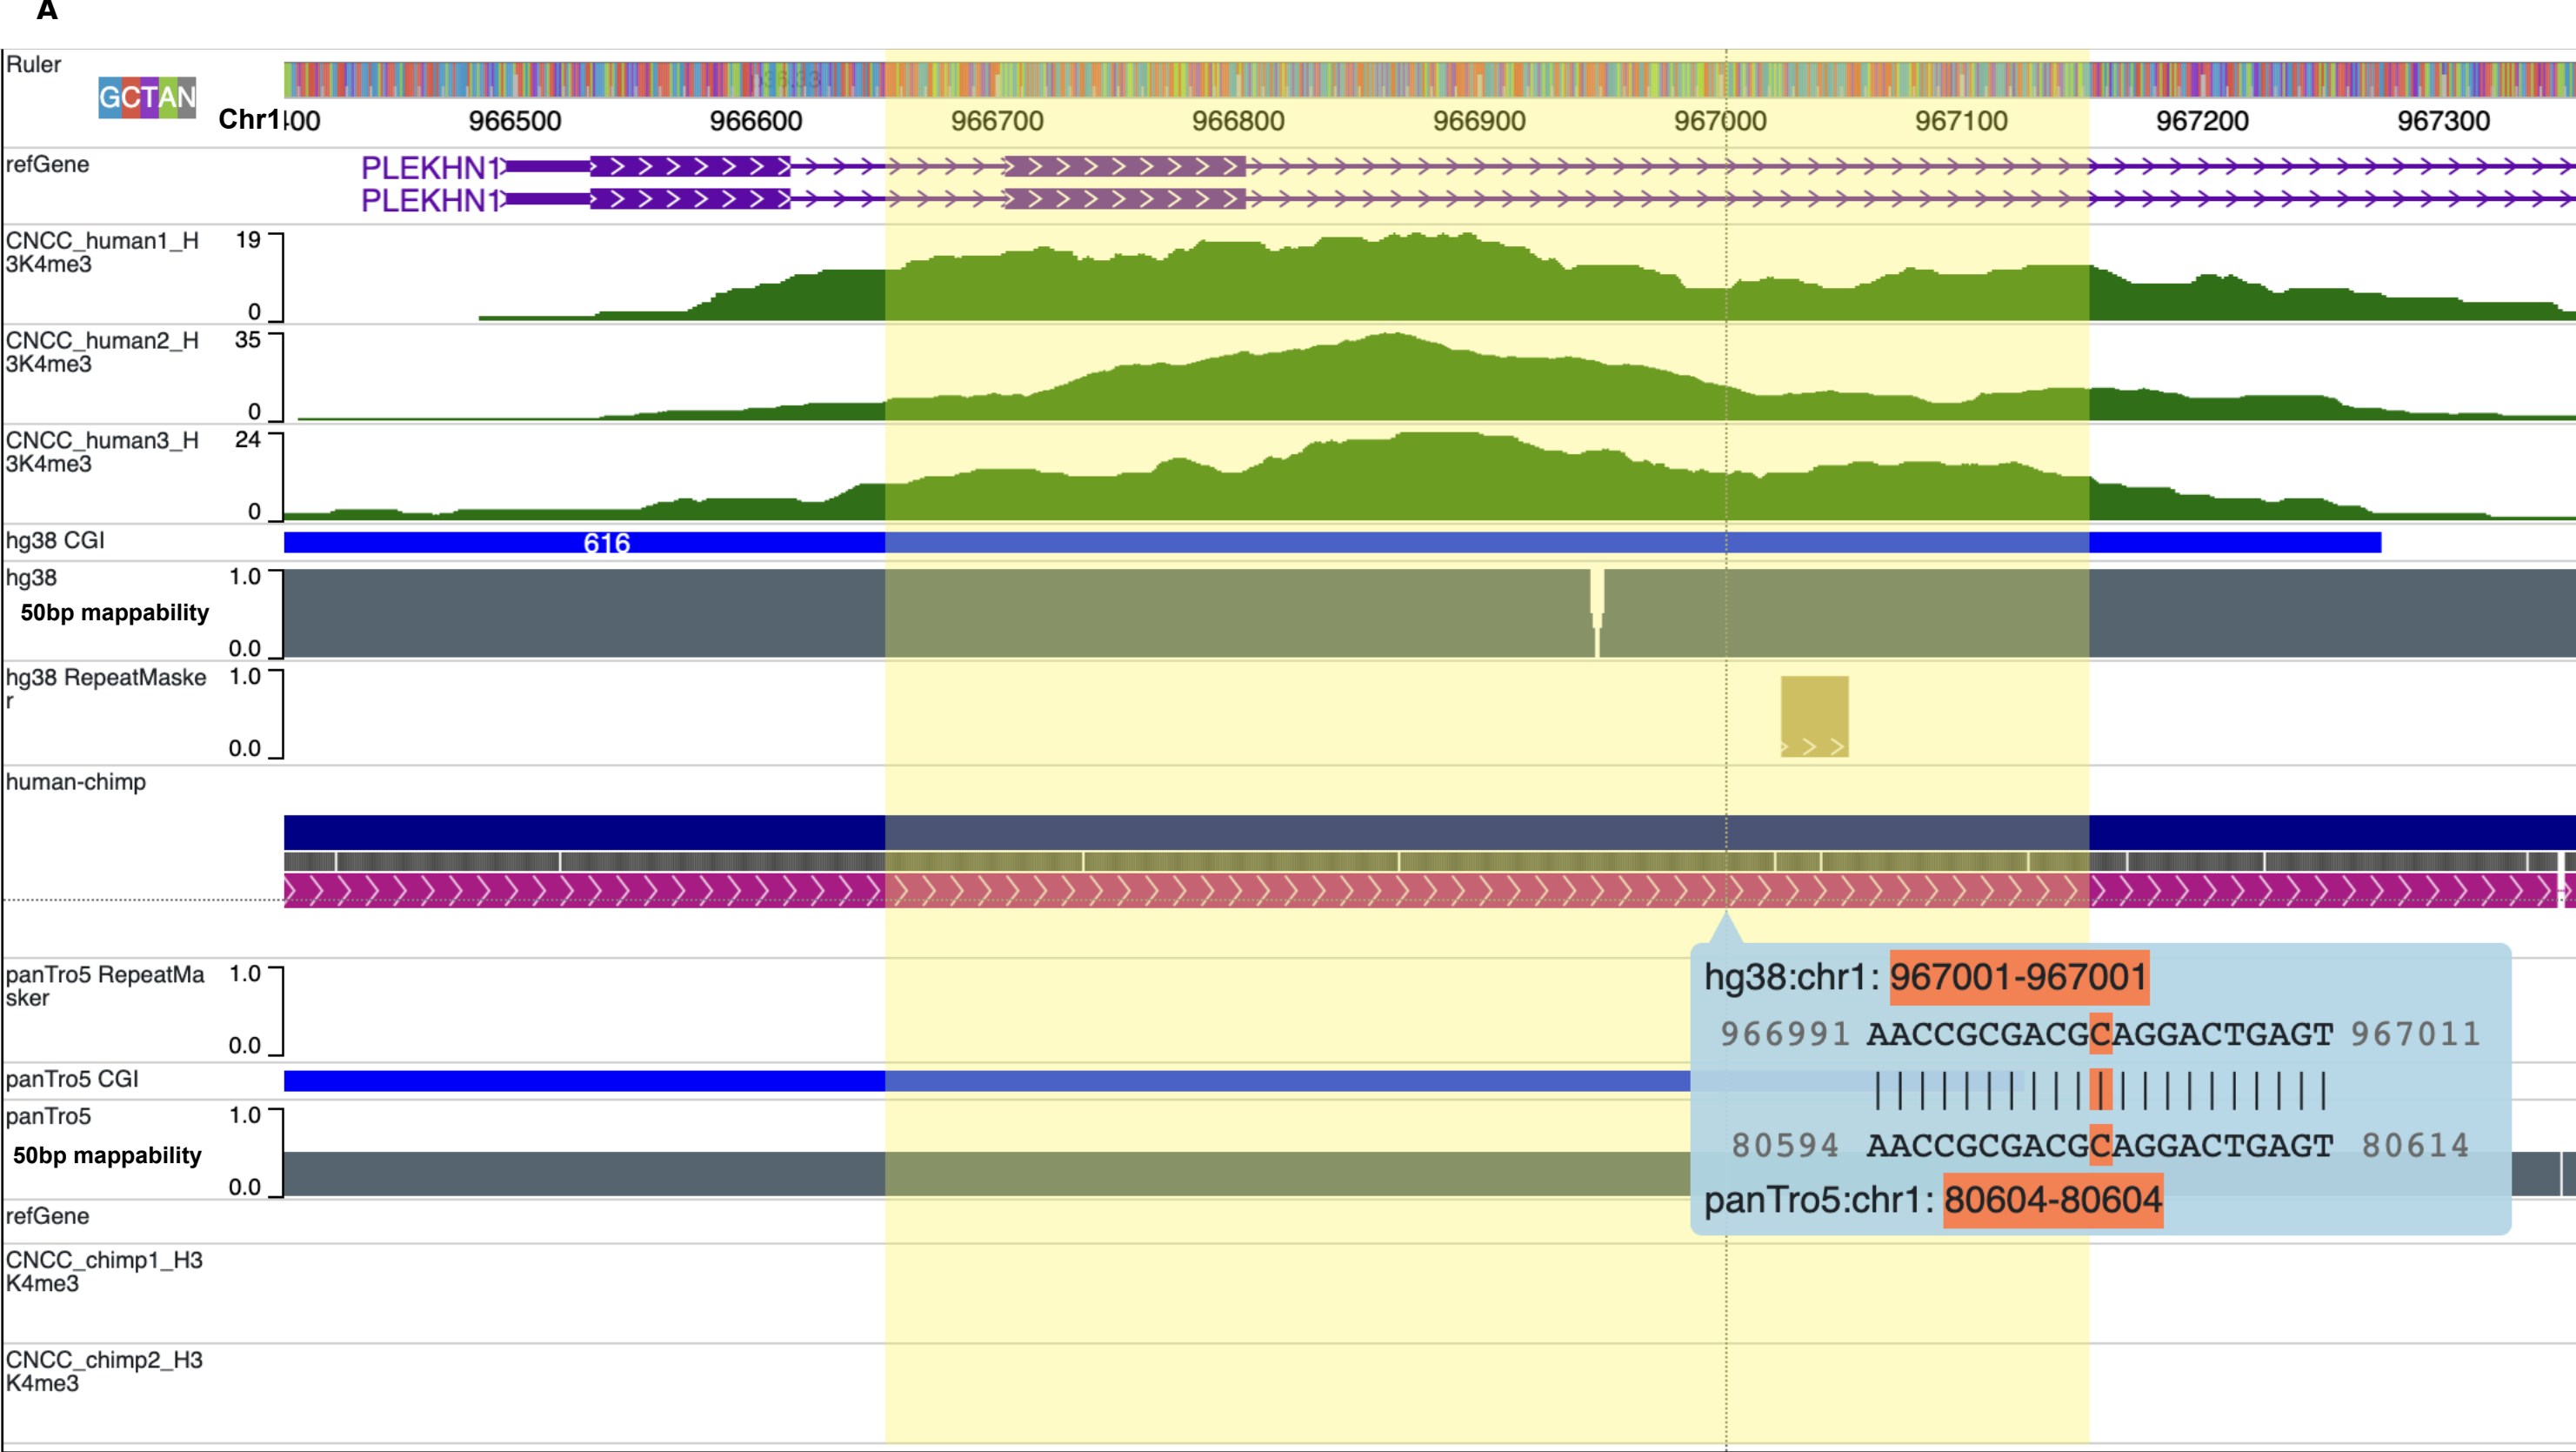 A
Ruler
GCTAN
p36.33
Chr1 400 966500 966600 966700 966800 966900 967000 967100 967200 967300
refGene
PLEKHN1
PLEKHN1
CNCC_human1_H
3K4me3
19
0
CNCC_human2_H
3K4me3
35
0
CNCC_human3_H
3K4me3
24
0
hg38 CGI
616
hg38
50bp mappability
1.0
0.0
hg38 RepeatMaske
r
1.0
0.0
human-chimp
panTro5 RepeatMa
sker
1.0
0.0
panTro5 CGI
panTro5
50bp mappability
1.0
0.0
hg38:chr1: 967001-967001
966991 AACCGCGACGCAGGACTGAGT 967011
80594 AACCGCGACGCAGGACTGAGT 80614
panTro5:chr1: 80604-80604
refGene
CNCC_chimp1_H3
K4me3
CNCC_chimp2_H3
K4me3